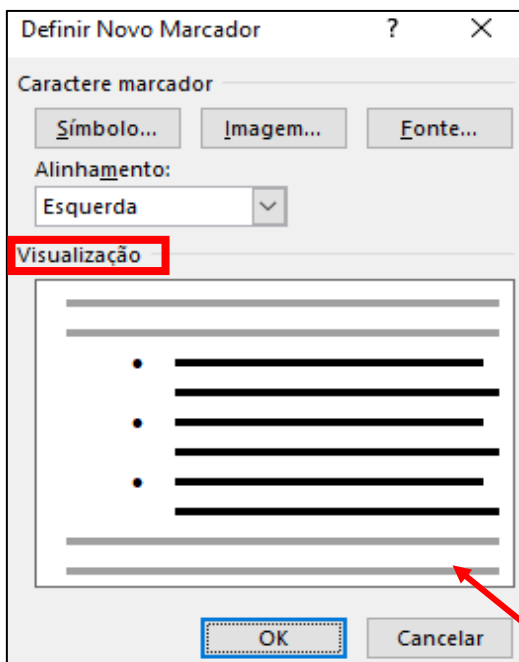 Definir Novo Marcador ?
Caractere marcador
Símbolo... Imagem... Fonte...
Alinhamento:
Esquerda
Visualização
OK Cancelar